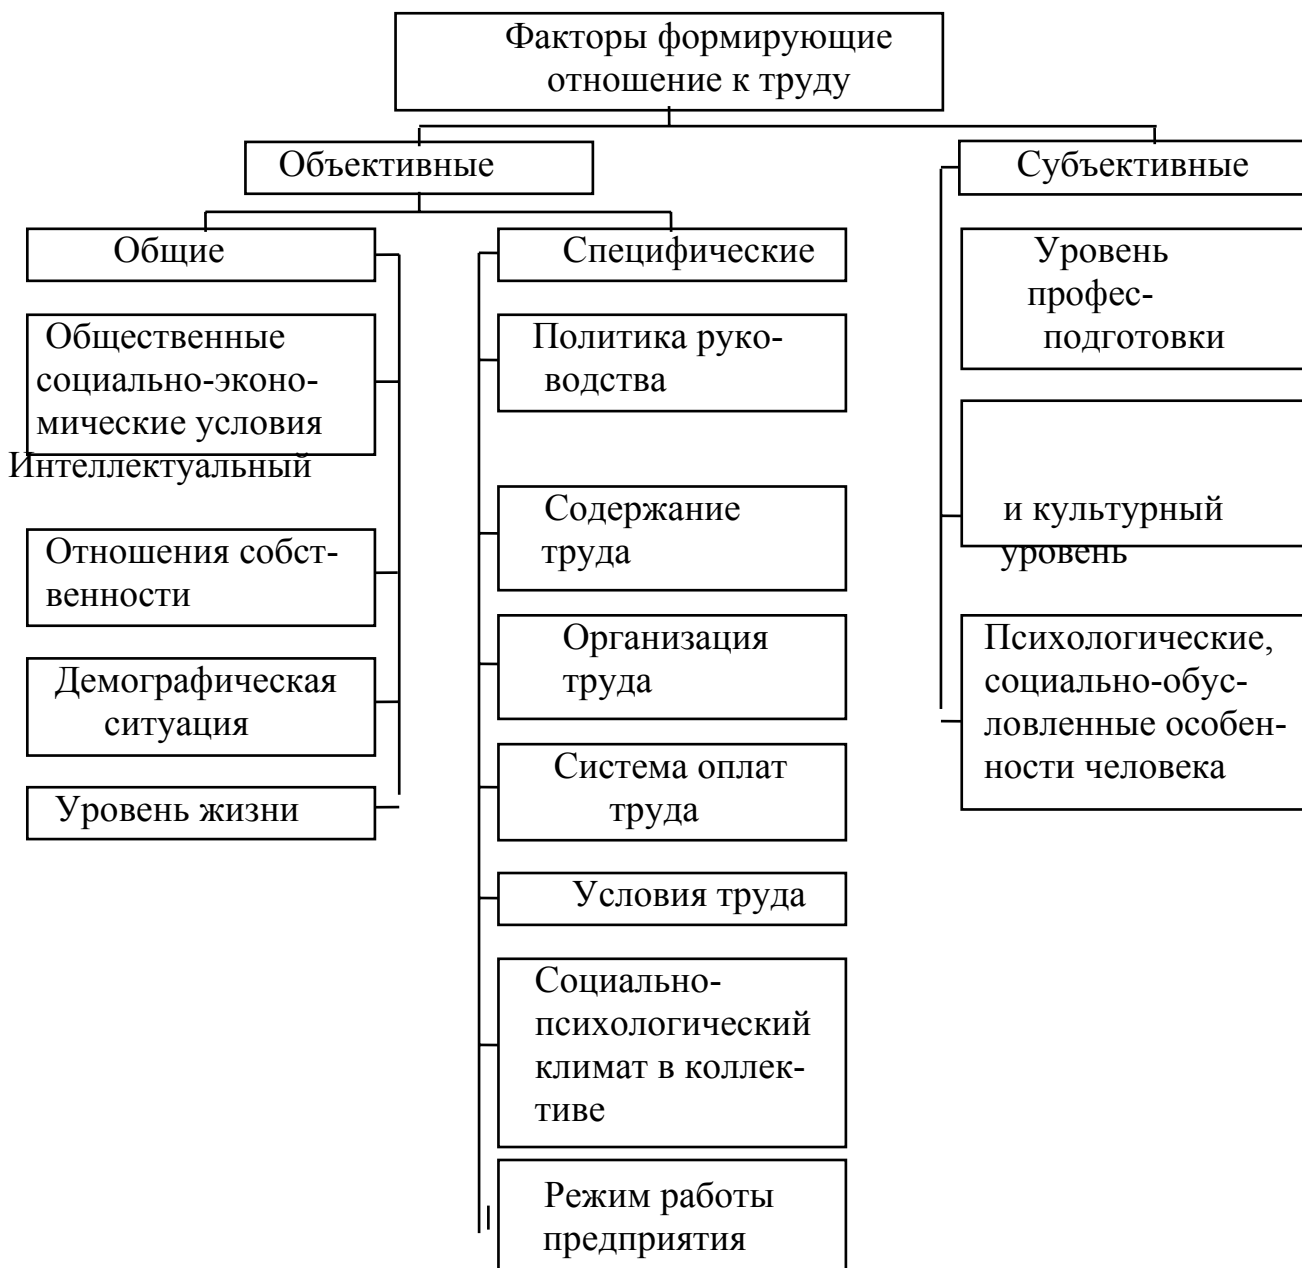 Факторы формирующие
отношение к труду
Объективные
Субъективные
Общие
Специфические
Уровень
профес-
подготовки
Общественные
социально-эконо-
мические условия
Интеллектуальный
Политика руко-
водства
Содержание
труда
и культурный
уровень
Отношения собст-
венности
Организация
труда
Психологические,
социально-обус-
ловленные особен-
ности человека
Демографическая
ситуация
Система оплат
труда
Уровень жизни
Условия труда
Социально-
психологический
климат в коллек-
тиве
Режим работы
предприятия